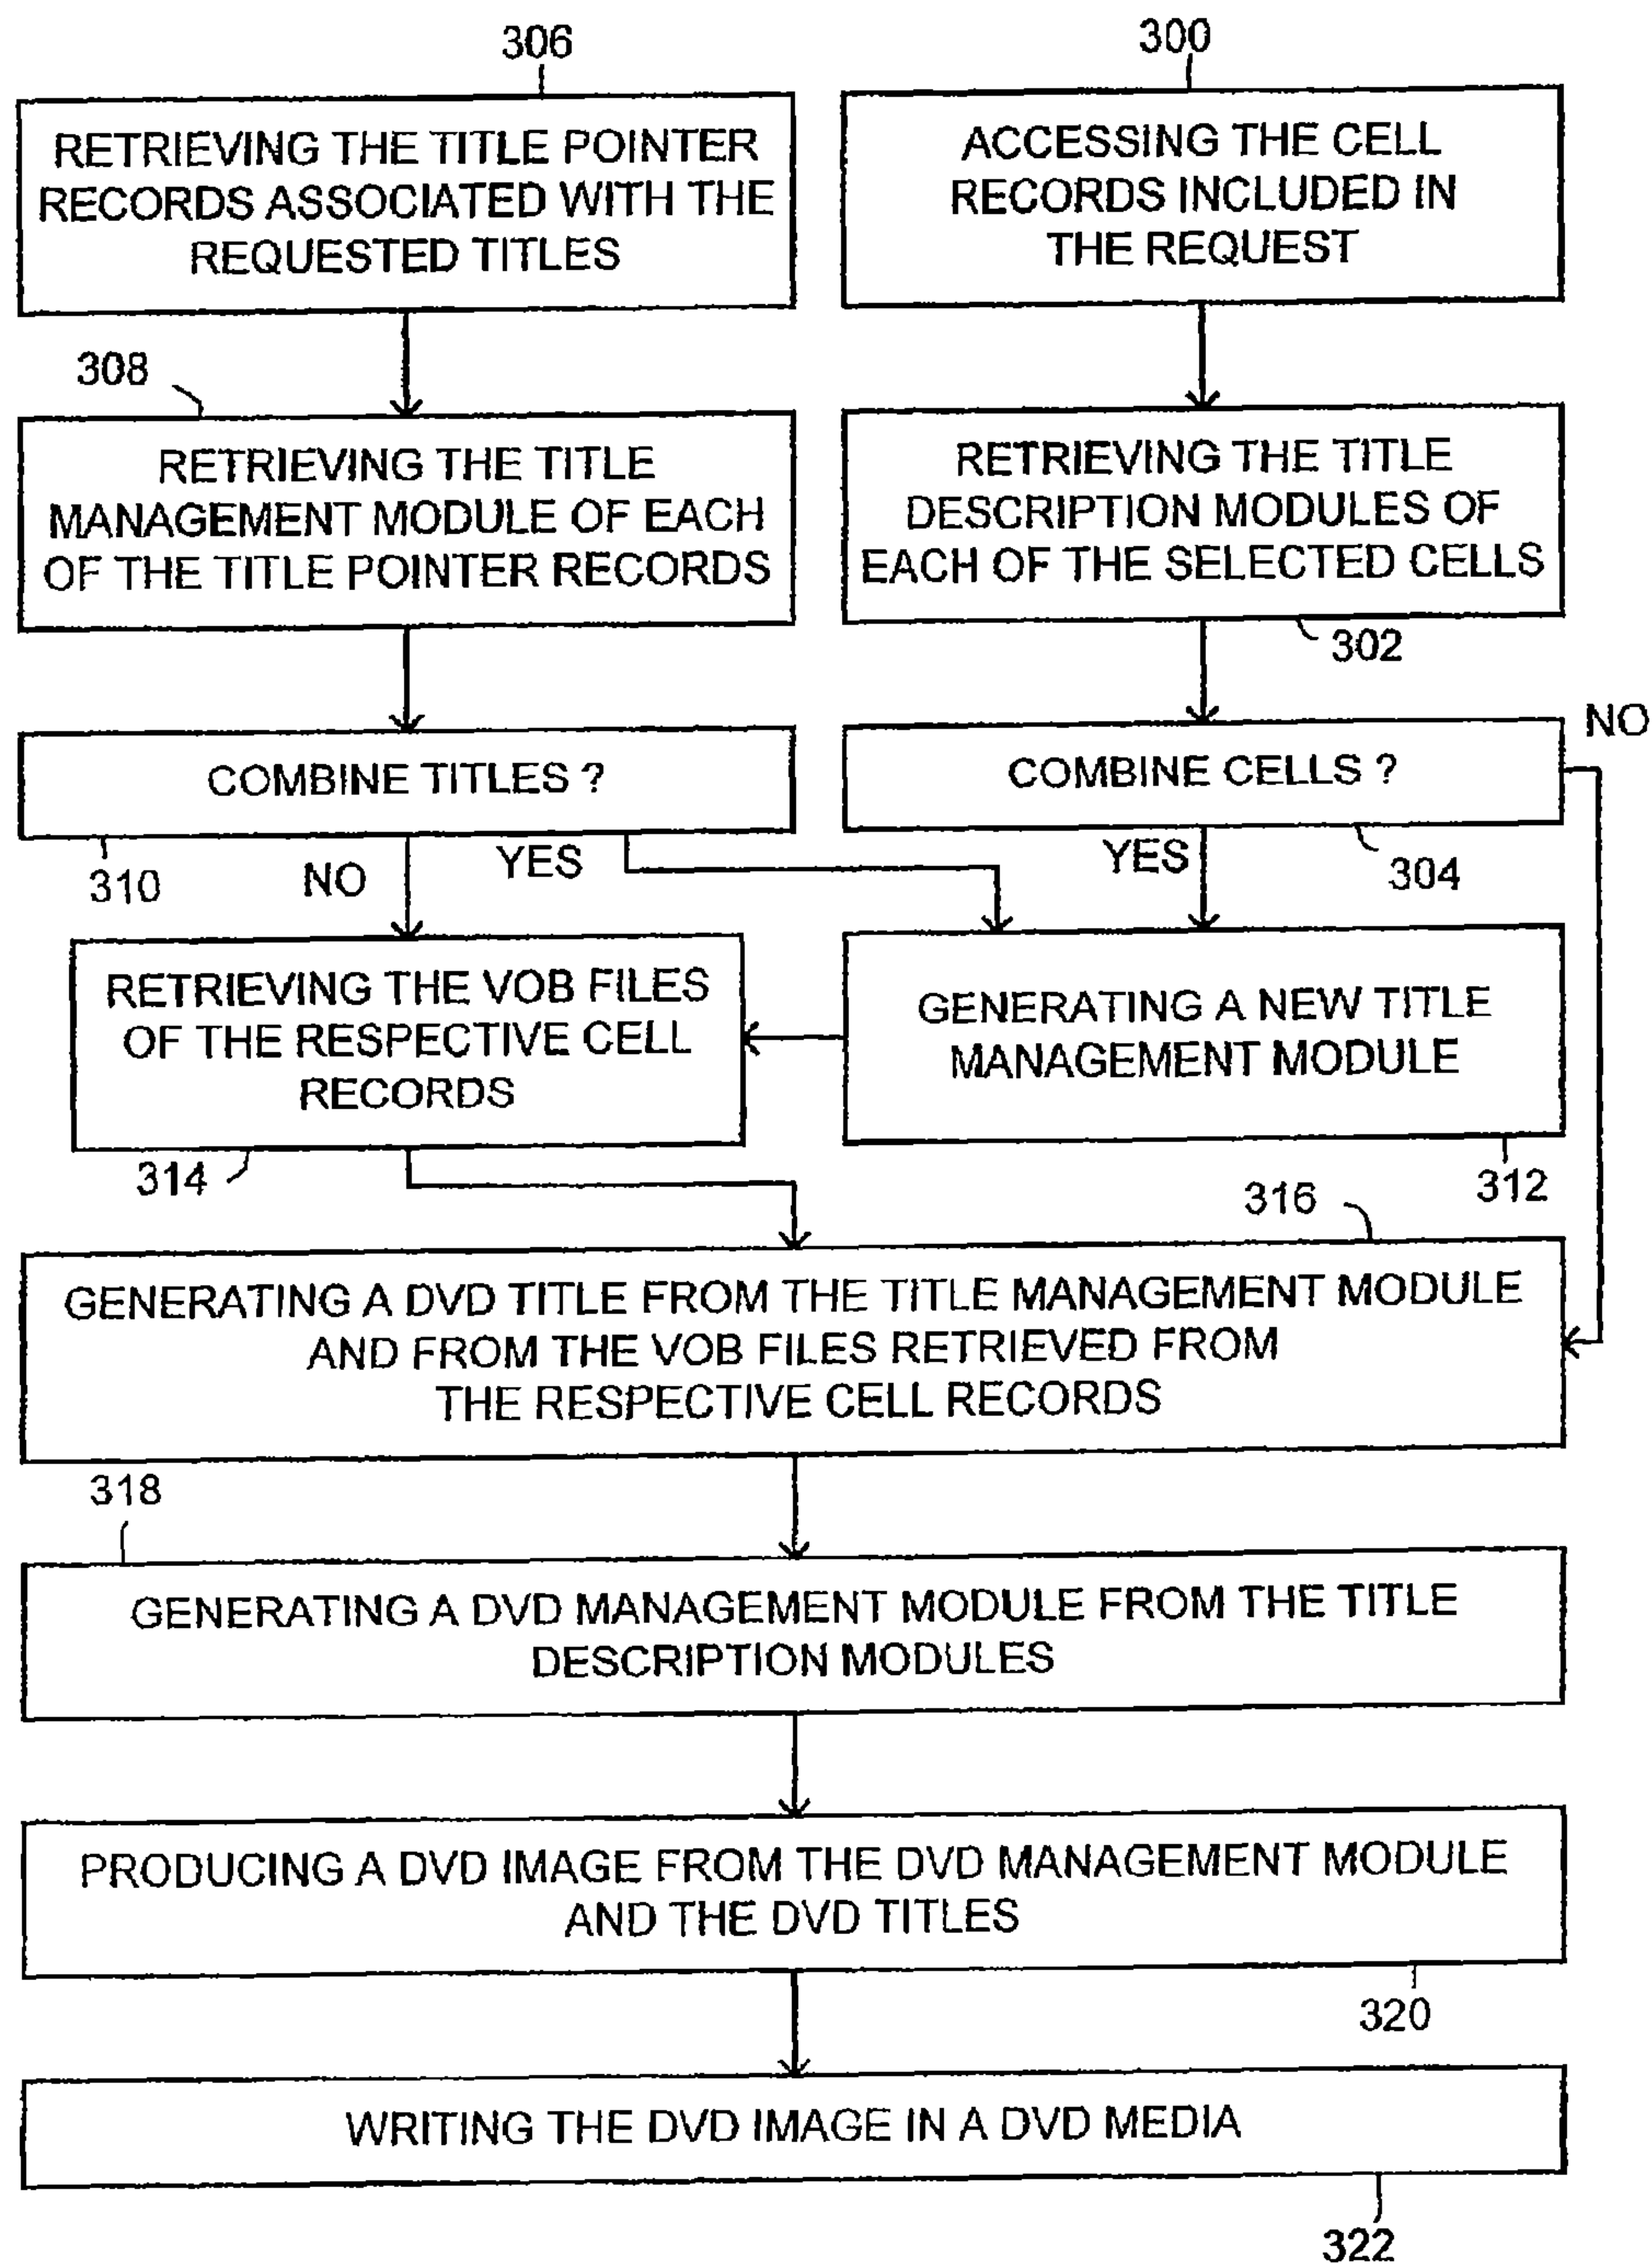 306
300
RETRIEVING THE TITLE POINTER
RECORDS ASSOCIATED WITH THE
REQUESTED TITLES
ACCESSING THE CELL
RECORDS INCLUDED IN
THE REQUEST
308
RETRIEVING THE TITLE
MANAGEMENT MODULE OF EACH
OF THE TITLE POINTER RECORDS
RETRIEVING THE TITLE
DESCRIPTION MODULES OF
EACH OF THE SELECTED CELLS
302
NO
COMBINE TITLES ?
COMBINE CELLS ?
310
NO
YES
YES
304
RETRIEVING THE VOB FILES
OF THE RESPECTIVE CELL
RECORDS
GENERATING A NEW TITLE
MANAGEMENT MODULE
314
312
316
GENERATING A DVD TITLE FROM THE TITLE MANAGEMENT MODULE
AND FROM THE VOB FILES RETRIEVED FROM
THE RESPECTIVE CELL RECORDS
318
GENERATING A DVD MANAGEMENT MODULE FROM THE TITLE
DESCRIPTION MODULES
PRODUCING A DVD IMAGE FROM THE DVD MANAGEMENT MODULE
AND THE DVD TITLES
320
WRITING THE DVD IMAGE IN A DVD MEDIA
322